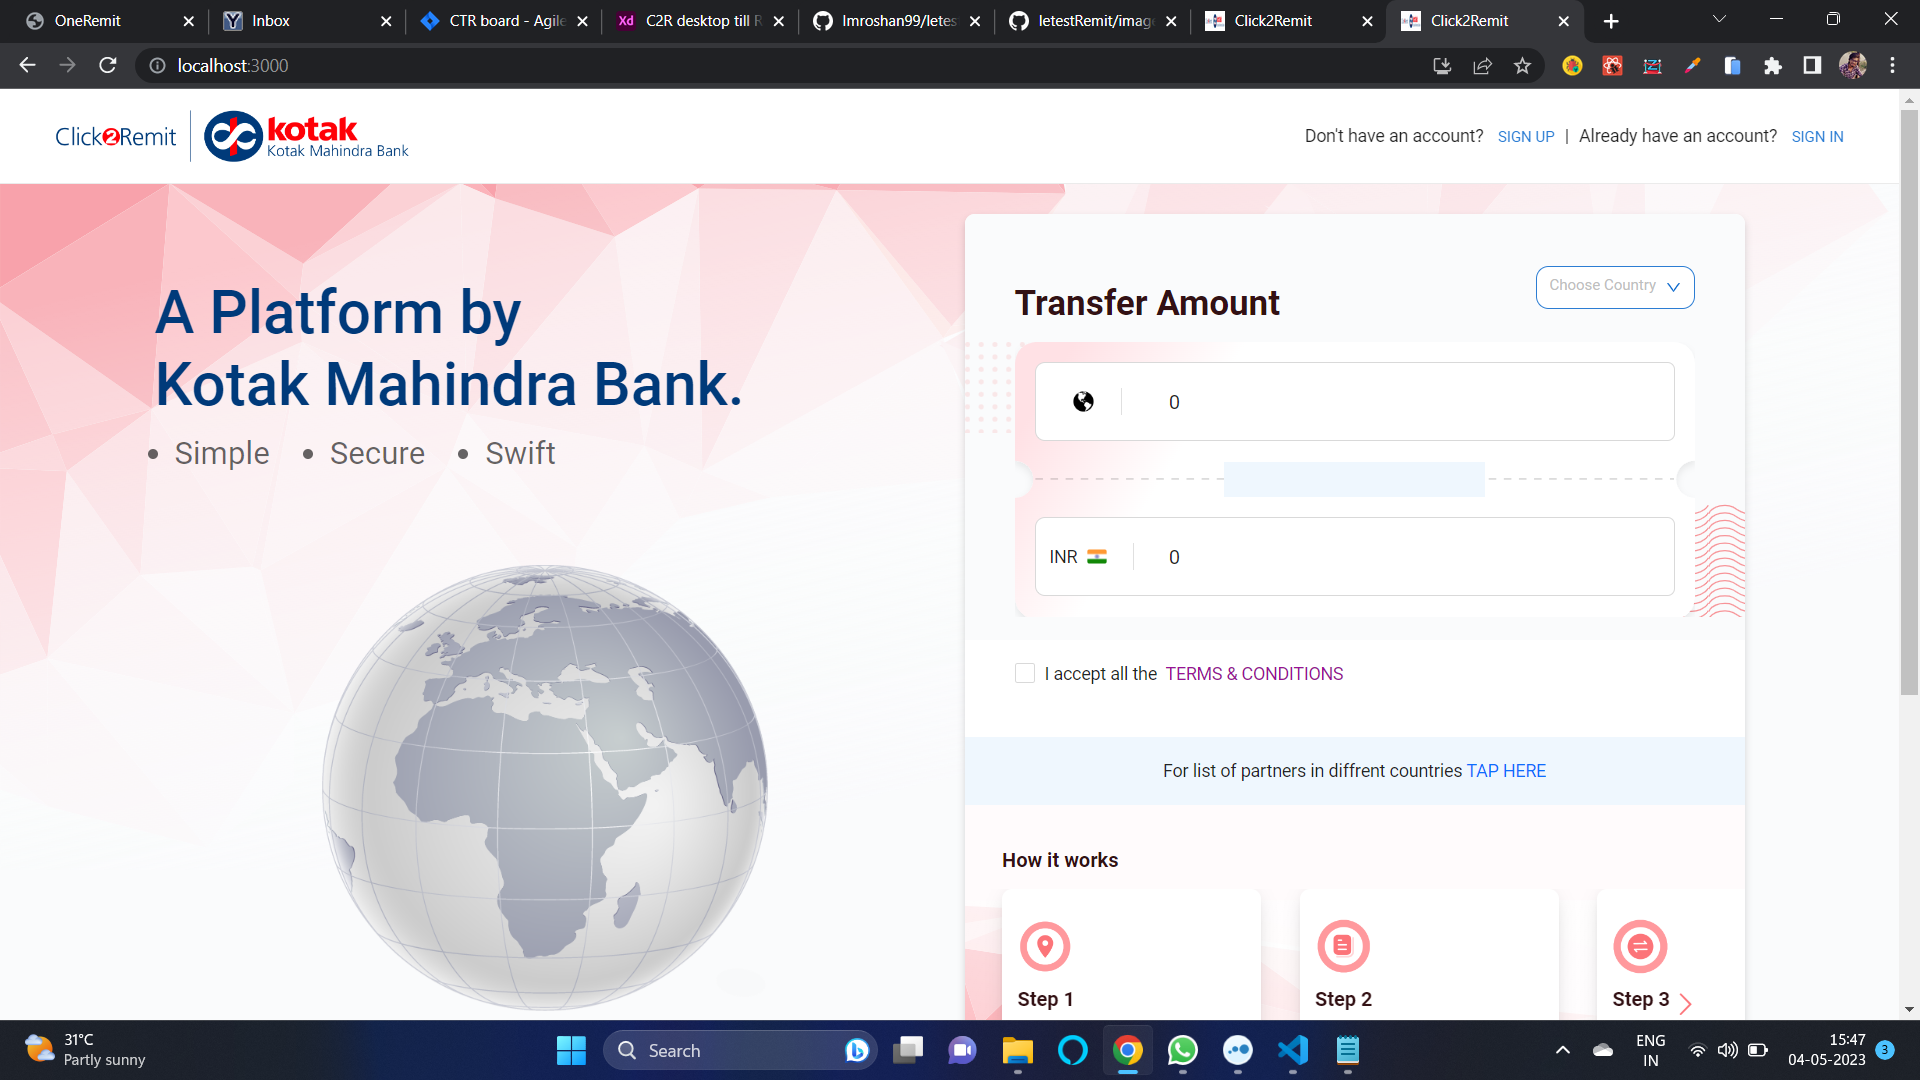 OneRemit
Inbox
CTR board - Agile
C2R desktop till R
Imroshan99/letes
letestRemit/imag
Click2Remit
Click2Remit
localhost:3000
Click2Remit
kotak
Kotak Mahindra Bank
Don't have an account? SIGN UP | Already have an account? SIGN IN
A Platform by
Kotak Mahindra Bank.
• Simple • Secure • Swift
Choose Country
Transfer Amount
0
INR 0
I accept all the TERMS & CONDITIONS
For list of partners in diffrent countries TAP HERE
How it works
Step 1
Step 2
Step 3
31°C
Partly sunny
Search
ENG
IN
15:47
04-05-2023
3